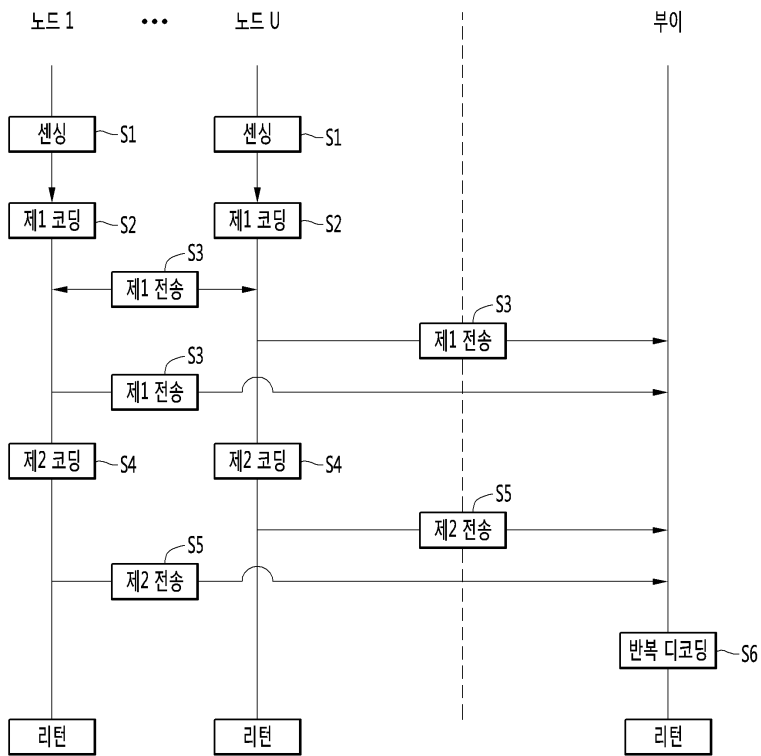 노드 1 ••• 노드 U 부이
센싱 S1 센싱 S1
제1 코딩 S2 제1 코딩 S2
S3
제1 전송
S3
제1 전송
S3
제1 전송
제2 코딩 S4 제2 코딩 S4
S5
제2 전송
S5
제2 전송
반복 디코딩 S6
리턴 리턴 리턴